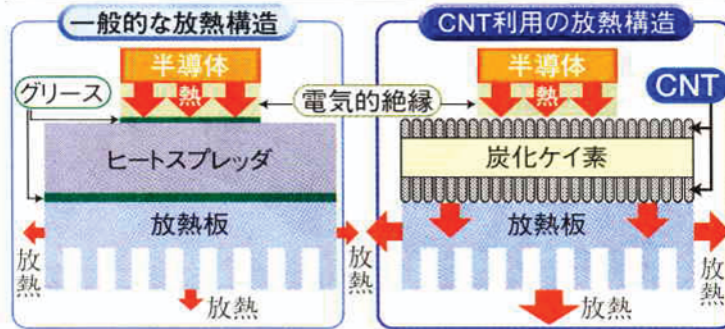 一般的な放熱構造
半導体
熱
グリース
電気的絶縁
ヒートスプレッダ
放熱板
放熱
放熱
放熱
CNT利用の放熱構造
半導体
熱
CNT
炭化ケイ素
放熱板
放熱
放熱